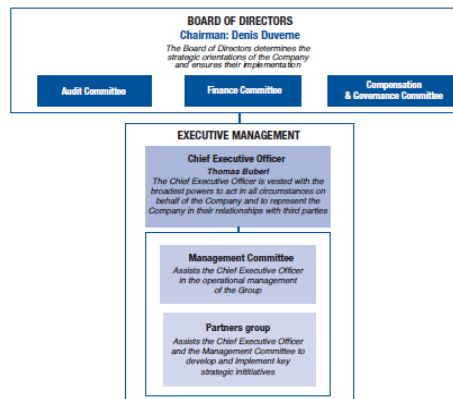 BOARD OF DIRECTORS
Chairman: Denis Duverne
The Board of Directors determines the
strategic orientations of the Company
and ensures their implementation
Audit Committee
Finance Committee
Compensation
& Governance Committee
EXECUTIVE MANAGEMENT
Chief Executive Officer
Thomas Buberl
The Chief Executive Officer is vested with the
broadest powers to act in all circumstances on
behalf of the Company and to represent the
Company in their relationships with third parties
Management Committee
Assists the Chief Executive Officer
in the operational management
of the Group
Partners group
Assists the Chief Executive Officer
and the Management Committee to
develop and implement key
strategic inititiatives